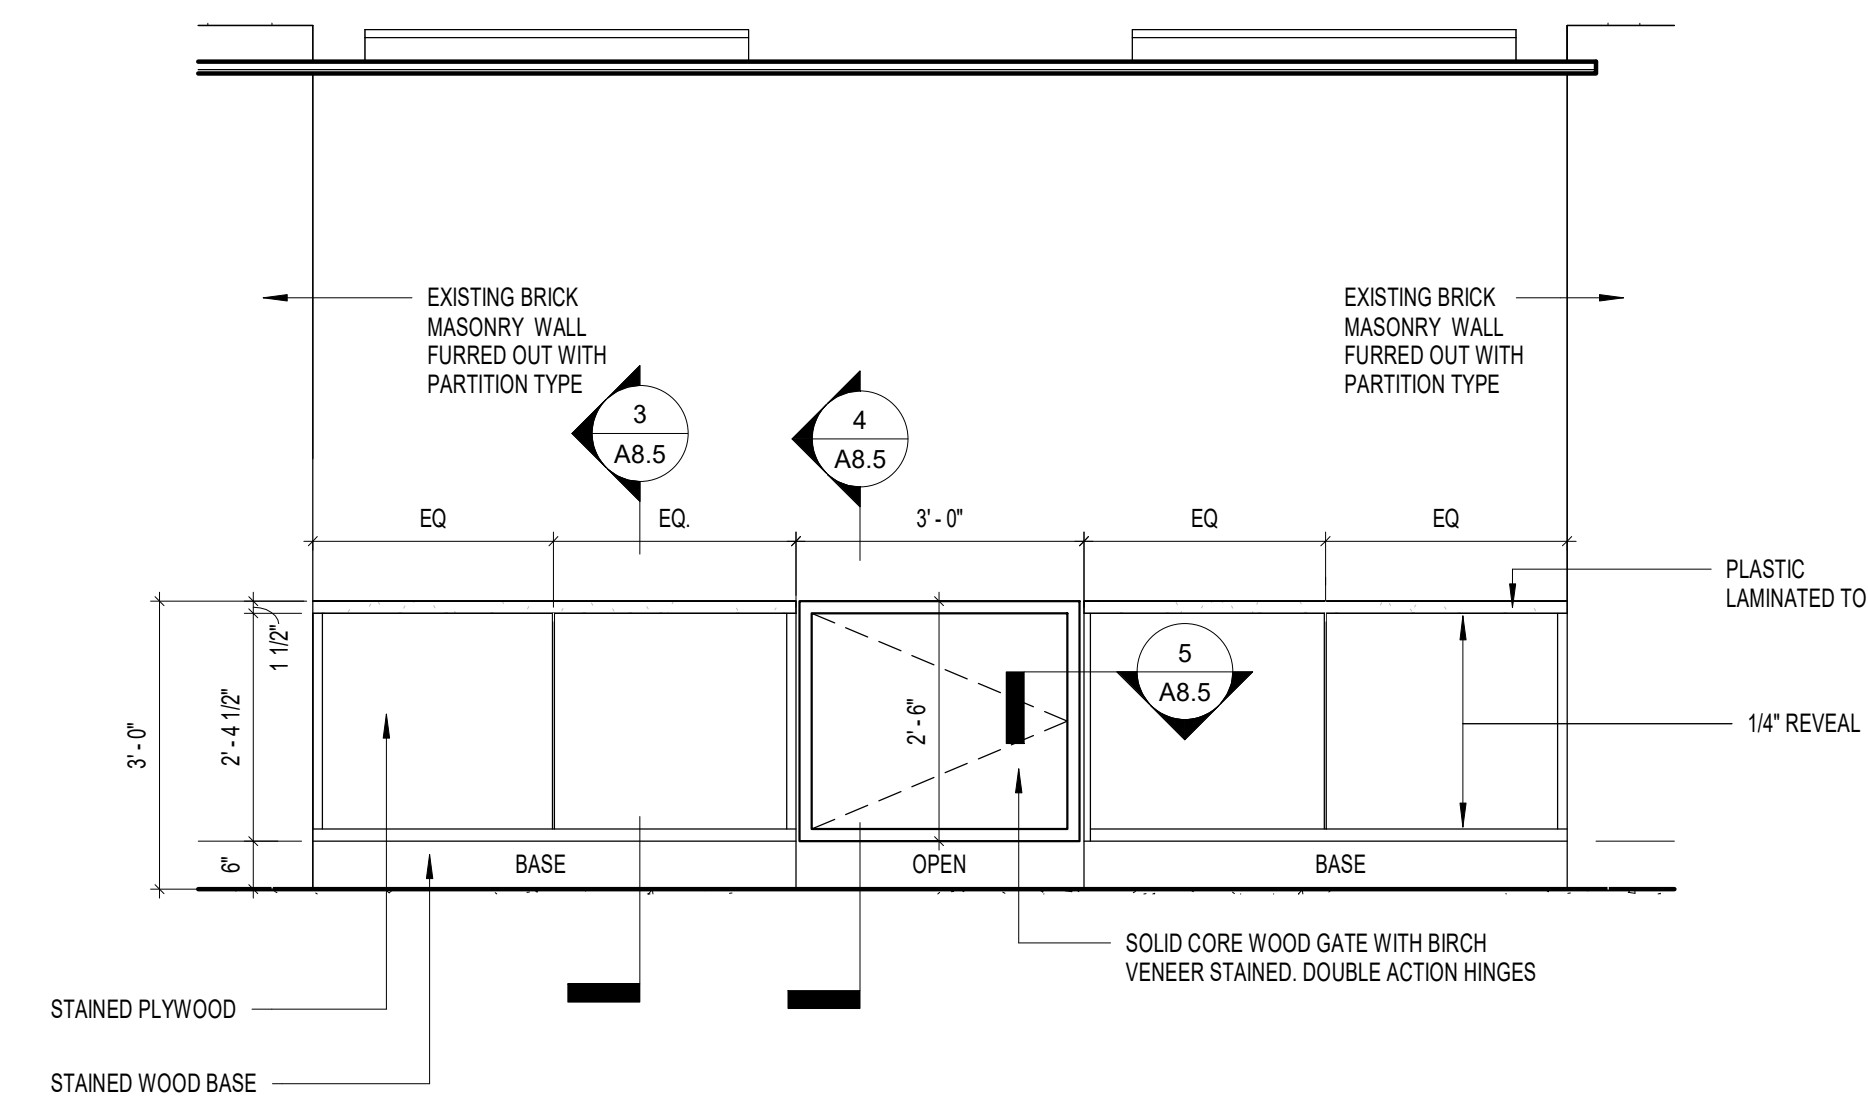 EXISTING BRICK
MASONRY WALL
FURRED OUT WITH
PARTITION TYPE
EXISTING BRICK
MASONRY WALL
FURRED OUT WITH
PARTITION TYPE
3
A8.5
4
A8.5
EQ
EQ.
3' - 0"
EQ
EQ
PLASTIC
LAMINATED TO
1 1/2"
2' - 4 1/2"
3' - 0"
6"
2' - 6"
5
A8.5
1/4" REVEAL
BASE
OPEN
BASE
SOLID CORE WOOD GATE WITH BIRCH
VENEER STAINED. DOUBLE ACTION HINGES
STAINED PLYWOOD
STAINED WOOD BASE